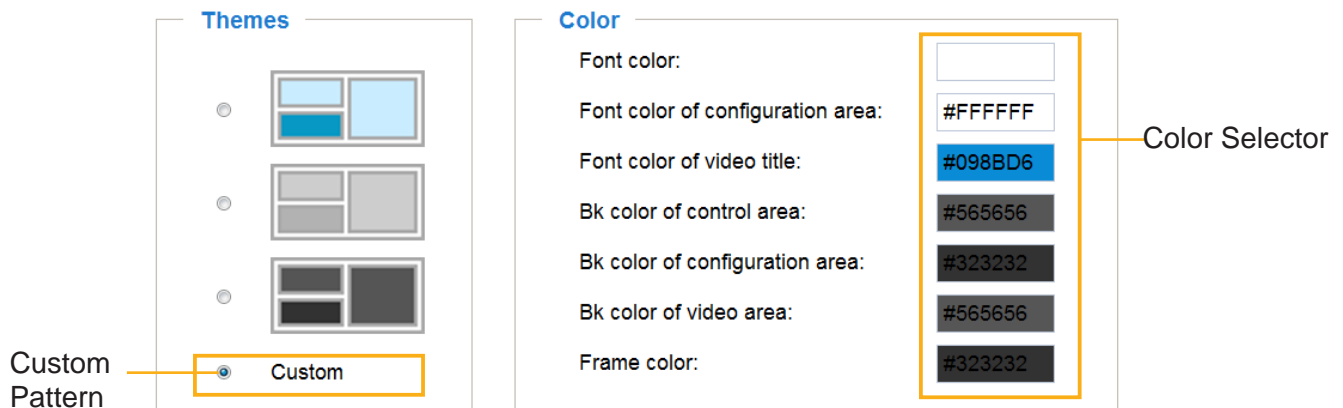 Themes
Custom
Custom
Pattern
Color
Font color:
Font color of configuration area: #FFFFFF
Font color of video title: #098BD6
Bk color of control area: #565656
Bk color of configuration area: #323232
Bk color of video area: #565656
Frame color: #323232
Color Selector